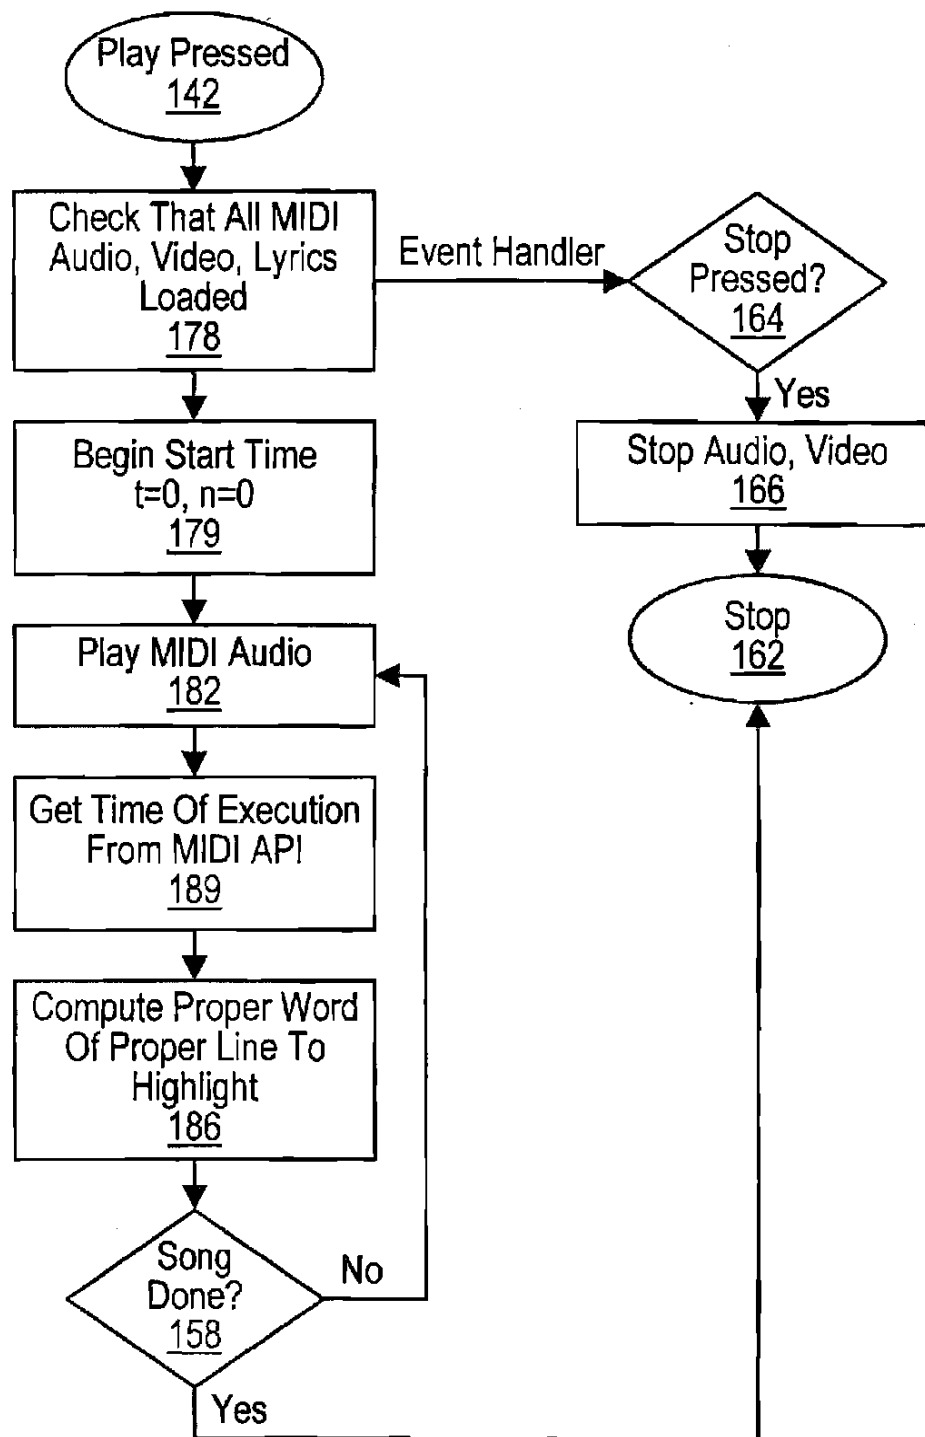 Play Pressed
142
Check That All MIDI
Audio, Video, Lyrics
Loaded
178
Event Handler
Stop
Pressed?
164
Yes
Begin Start Time
t=0, n=0
179
Stop Audio, Video
166
Play MIDI Audio
182
Stop
162
Get Time Of Execution
From MIDI API
189
Compute Proper Word
Of Proper Line To
Highlight
186
Song
Done?
158
No
Yes